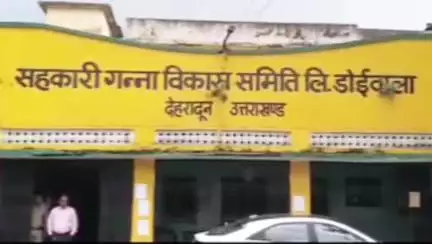 सहकारी गन्ना विकास समिति लि. डोईवाला
देहरादून उत्तराखण्ड